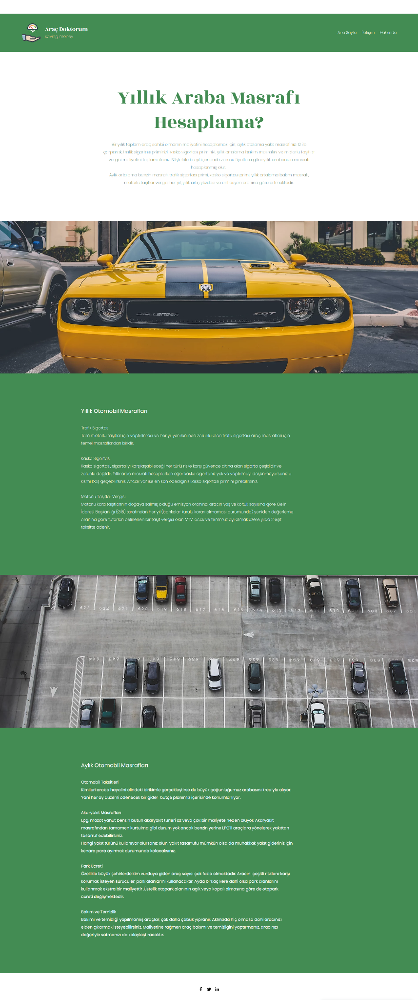 Araç Doktorum
saving money
Ana Sayfa İletişim Hakkında
Yıllık Araba Masrafı
Hesaplama?
Bir yıllık toplam araç sahibi olmanın maliyetini hesaplamak için; aylık otalama yakıt masrafınızı 12 ile
çarparak, trafik sigortası priminizi, kasko sigortası priminizi, yıllık ortalama bakım masrafını ve motorlu taşıtlar
vergisi maliyetini toplamalısınız. Böylelikle bu yıl içerisinde zamsız fiyatlara göre yıllık arabanızın masrafı
hesaplanmış olur.
Aylık ortalama benzin masrafı, trafik sigortası primi, kasko sigortası primi, yıllık ortalama bakım masrafı,
motorlu taşıtlar vergisi her yıl, yıllık artış yüzdesi ve enflasyon oranına göre artmaktadır.
CHALLENGER SRT
Yıllık Otomobil Masrafları
Trafik Sigortası
Tüm motorlu taşıtlar için yaptırılması ve her yıl yenilenmesi zorunlu olan trafik sigortası araç masrafları için
temel masraflardan biridir.
Kasko Sigortası
Kasko sigortası, sigortalıyı karşılaşabileceği her türlü riske karşı güvence altına alan sigorta çeşididir ve
zorunlu değildir. Yıllık araç masrafı hesaplarken eğer kasko sigortanız yok ve yaptırmayı düşünmüyorsanız o
kısmı boş geçebilirsiniz. Ancak var ise en son ödediğiniz kasko sigortası primini girebilirsiniz.
Motorlu Taşıtlar Vergisi
Motorlu kara taşıtlarının doğaya salmış olduğu emisyon oranına, aracın yaş ve koltuk sayısına göre Gelir
İdaresi Başkanlığı (GİB) tarafından her yıl (bankalar kurulu kararı olmaması durumunda) yeniden değerleme
oranına göre tutarları belirlenen bir taşıt vergisi olan MTV, ocak ve temmuz ayı olmak üzere yılda 2 eşit
taksitte ödenir.
623 622 621 620 619 618 617 616 615 614 613 612 611 610 609 608 607 606
644 643 641 640 639 637 636 635 634 633 632 631 630 628
Aylık Otomobil Masrafları
Otomobil Taksitleri
Kimileri araba hayalini elindeki birikimle gerçekleştirse de büyük çoğunluğumuz arabasını krediyle alıyor.
Yani her ay düzenli ödenecek bir gider bütçe planımız içerisinde konumlanıyor.
Akaryakıt Masrafları
Lpg, mazot yahut benzin bütün akaryakıt türleri az veya çok bir maliyete neden oluyor. Akaryakıt
masrafından tamamen kurtulma gibi durum yok ancak benzin yerine LPG'li araçlara yönelerek yakıttan
tasarruf edebilirsiniz.
Hangi yakıt türünü kullanıyor olursanız olun, yakıt tasarrufu mümkün olsa da muhakkak yakıt gideriniz için
kenara para ayırmak durumunda kalacaksınız.
Park Ücreti
Özellikle büyük şehirlerde kim vurduya giden araç sayısı çok fazla olmaktadır. Aracını çeşitli risklere karşı
korumak isteyen sürücüler, park alanlarını kullanacaktır. Ayda birkaç kere dahi olsa park alanlarını
kullanmak ekstra bir maliyettir .Üstelik otopark alanının açık veya kapalı olmasına göre de otopark
ücreti değişmektedir.
Bakım ve Temizlik
Bakımı ve temizliği yapılmamış araçlar, çok daha çabuk yıpranır. Aklınızda hiç olmasa dahi aracınızı
elden çıkarmak isteyebilirsiniz. Maliyetine rağmen araç bakımı ve temizliğini yaptırmanız, aracınızı
değeriyle satmanızı da kolaylaştıracaktır.